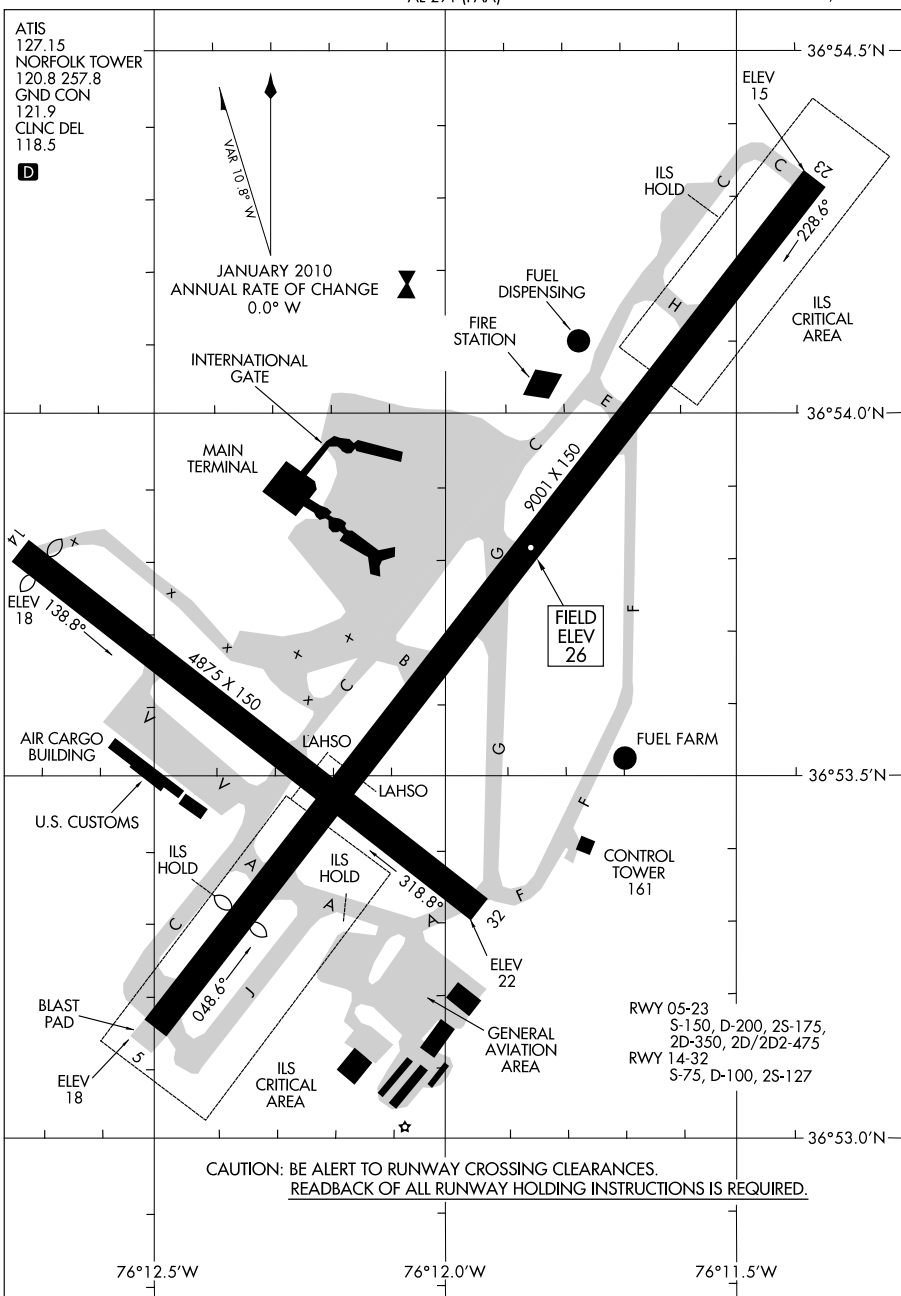 AL-291 (FAA)
ATIS
127.15
NORFOLK TOWER
120.8 257.8
GND CON
121.9
CLNC DEL
118.5
D
VAR 10.8° W
JANUARY 2010
ANNUAL RATE OF CHANGE
0.0° W
36°54.5'N
ELEV
15
23
C
C
ILS
HOLD
228.6°
H
ILS
CRITICAL
AREA
FUEL
DISPENSING
FIRE
STATION
INTERNATIONAL
GATE
E
36°54.0'N
C
MAIN
TERMINAL
9001 X 150
14
X
G
ELEV
18
138.8°
X
FIELD
ELEV
26
F
X
X
X
B
4875 X 150
C
X
V
LAHSO
G
AIR CARGO
BUILDING
FUEL FARM
V
LAHSO
36°53.5'N
U.S. CUSTOMS
F
ILS
HOLD
A
ILS
HOLD
318.8°
CONTROL
TOWER
161
A
A
F
C
32
048.6°
J
ELEV
22
BLAST
PAD
5
GENERAL
AVIATION
AREA
ELEV
18
ILS
CRITICAL
AREA
RWY 05-23
S-150, D-200, 2S-175,
2D-350, 2D/2D2-475
RWY 14-32
S-75, D-100, 2S-127
36°53.0'N
CAUTION: BE ALERT TO RUNWAY CROSSING CLEARANCES.
READBACK OF ALL RUNWAY HOLDING INSTRUCTIONS IS REQUIRED.
76°12.5'W
76°12.0'W
76°11.5'W